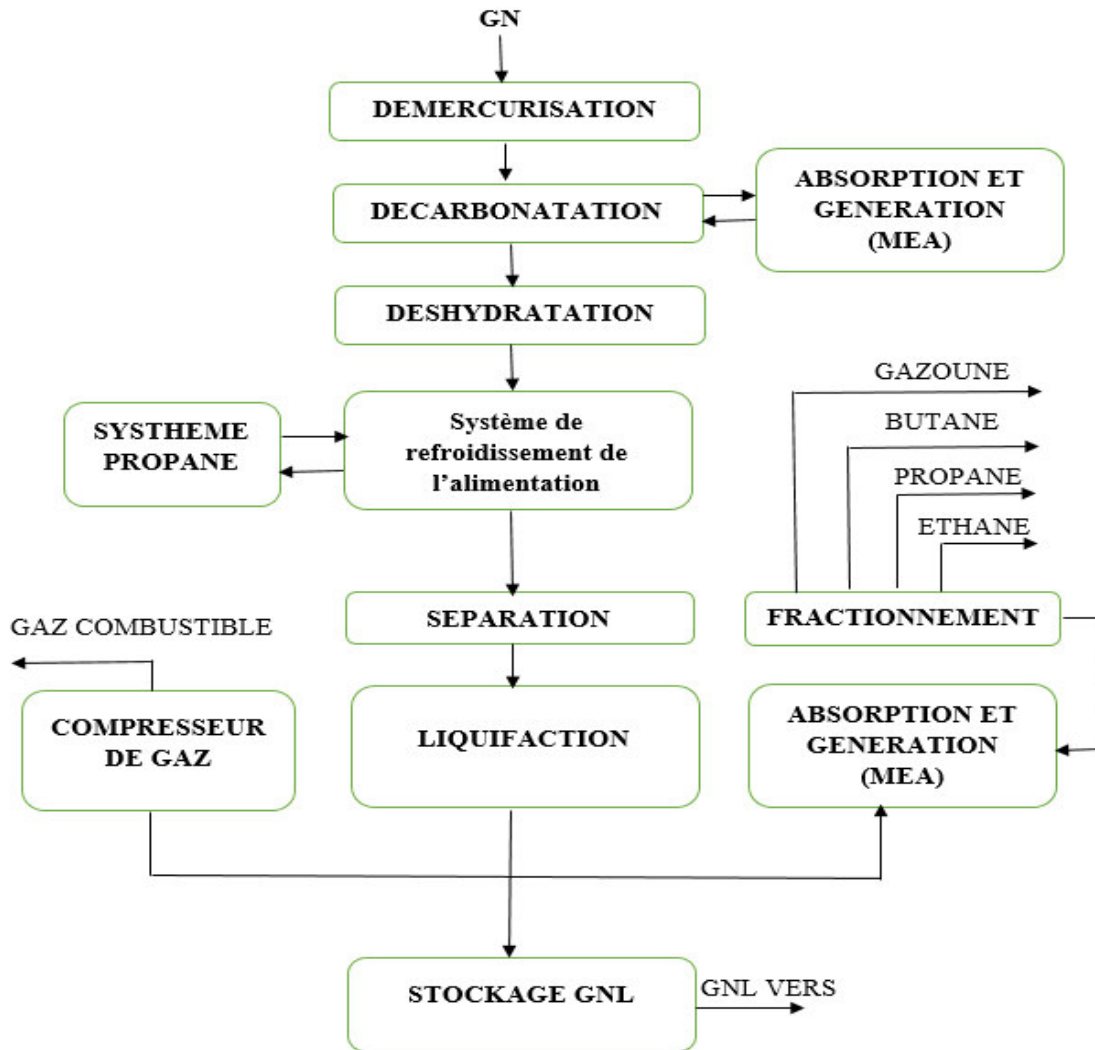 GN
DEMERCURISATION
DECARBONATATION
ABSORPTION ET
GENERATION
(MEA)
DESHYDRATATION
SYSTHEME
PROPANE
Système de
refroidissement de
l’alimentation
GAZOUNE
BUTANE
PROPANE
ETHANE
SEPARATION
FRACTIONNEMENT
GAZ COMBUSTIBLE
COMPRESSEUR
DE GAZ
LIQUIFACTION
ABSORPTION ET
GENERATION
(MEA)
STOCKAGE GNL
GNL VERS